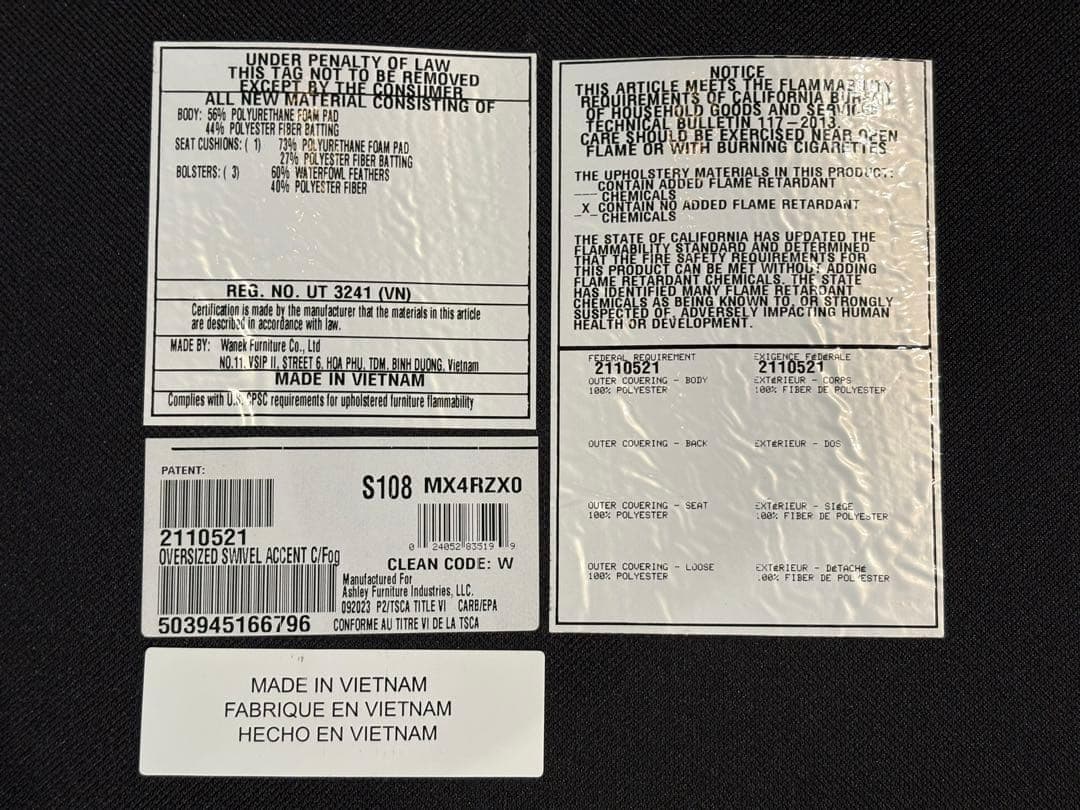 UNDER PENALTY OF LAW
THIS TAG NOT TO BE REMOVED
EXCEPT BY THE CONSUMER
ALL NEW MATERIAL CONSISTING OF
BODY: 56% POLYURETHANE FOAM PAD
44% POLYESTER FIBER BATTING
SEAT CUSHIONS: ( 1) 73% POLYURETHANE FOAM PAD
27% POLYESTER FIBER BATTING
BOLSTERS: ( 3) 60% WATERFOWL FEATHERS
40% POLYESTER FIBER
REG. NO. UT 3241 (VN)
Certification is made by the manufacturer that the materials in this article
are described in accordance with law.
MADE BY: Wanek Furniture Co., Ltd
NO.11, VSIP II, STREET 6, HOA PHU, TDM, BINH DUONG, Vietnam
MADE IN VIETNAM
Complies with U.S. CPSC requirements for upholstered furniture flammability
PATENT:
S108 MX4RZX0
2110521
OVERSIZED SWIVEL ACCENT C/Fog
0 24052 83519 9
CLEAN CODE: W
Manufactured For
Ashley Furniture Industries, LLC.
092023 P2/TSCA TITLE VI CARB/EPA
503945166796 CONFORME AU TITRE VI DE LA TSCA
MADE IN VIETNAM
FABRIQUE EN VIETNAM
HECHO EN VIETNAM
NOTICE
THIS ARTICLE MEETS THE FLAMMABILITY
REQUIREMENTS OF CALIFORNIA BUREAU
OF HOUSEHOLD GOODS AND SERVICES
TECHNICAL BULLETIN 117-2013.
CARE SHOULD BE EXERCISED NEAR OPEN
FLAME OR WITH BURNING CIGARETTES
THE UPHOLSTERY MATERIALS IN THIS PRODUCT:
___ CONTAIN ADDED FLAME RETARDANT
CHEMICALS
_X_CONTAIN NO ADDED FLAME RETARDANT
CHEMICALS
THE STATE OF CALIFORNIA HAS UPDATED THE
FLAMMABILITY STANDARD AND DETERMINED
THAT THE FIRE SAFETY REQUIREMENTS FOR
THIS PRODUCT CAN BE MET WITHOUT ADDING
FLAME RETARDANT CHEMICALS. THE STATE
HAS IDENTIFIED MANY FLAME RETARDANT
CHEMICALS AS BEING KNOWN TO, OR STRONGLY
SUSPECTED OF, ADVERSELY IMPACTING HUMAN
HEALTH OR DEVELOPMENT.
FEDERAL REQUIREMENT EXIGENCE FéDéRALE
2110521 2110521
OUTER COVERING - BODY EXTéRIEUR - CORPS
100% POLYESTER 100% FIBER DE POLYESTER
OUTER COVERING - BACK EXTéRIEUR - DOS
OUTER COVERING - SEAT EXTéRIEUR - SIéGE
100% POLYESTER 100% FIBER DE POLYESTER
OUTER COVERING - LOOSE EXTéRIEUR - DéTACHé
100% POLYESTER 100% FIBER DE POLYESTER